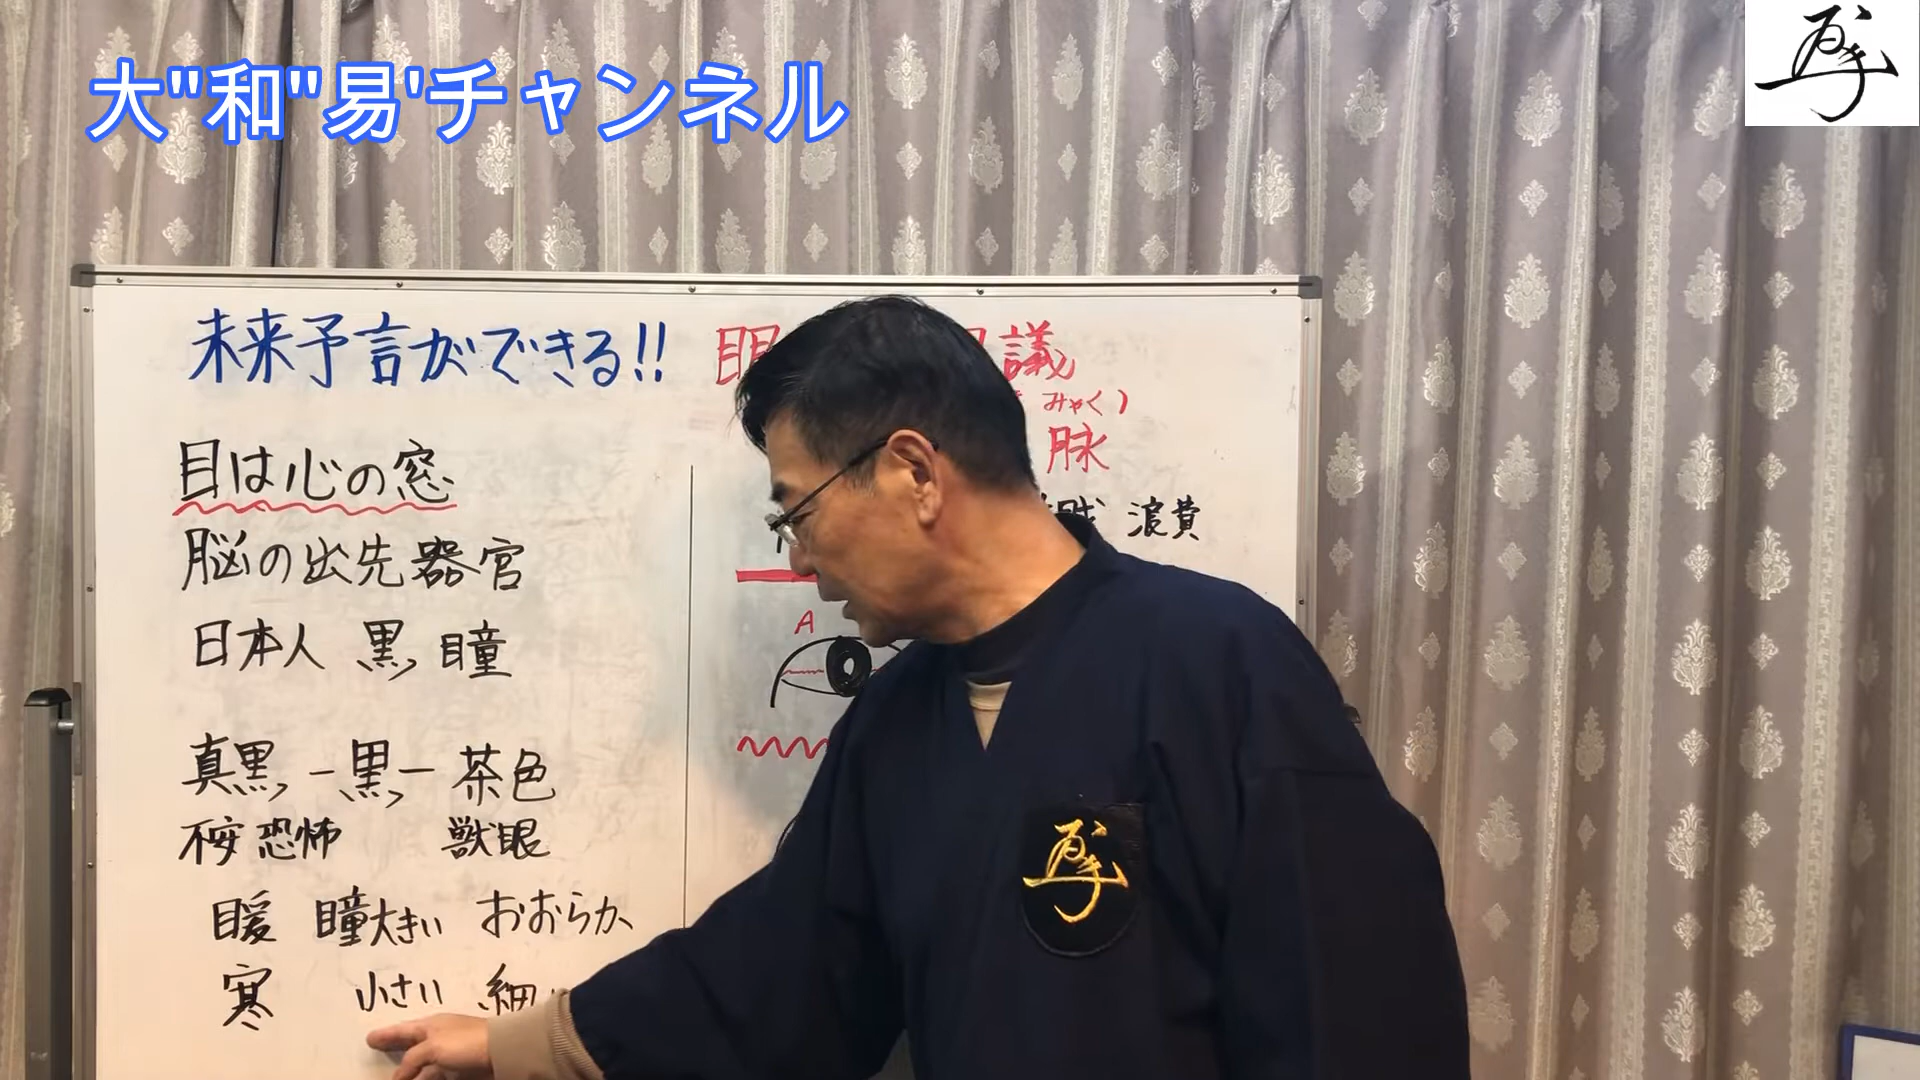 大"和"易'チャンネル
未来予言ができる!!
目は心の窓
脳の出先器官
日本人 黒瞳
真黒-黒-茶色
不安恐怖 獣眼
暖 瞳大きい おおらか
寒 小さい 細
眼 議
みゃく)
脉
浪費
A